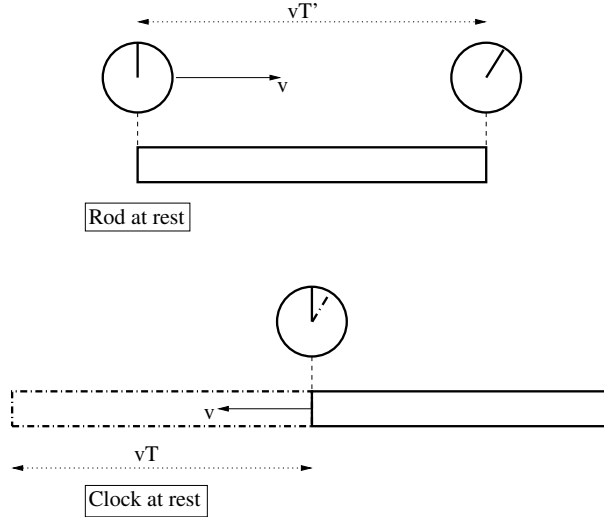 vT'
v
Rod at rest
v
vT
Clock at rest